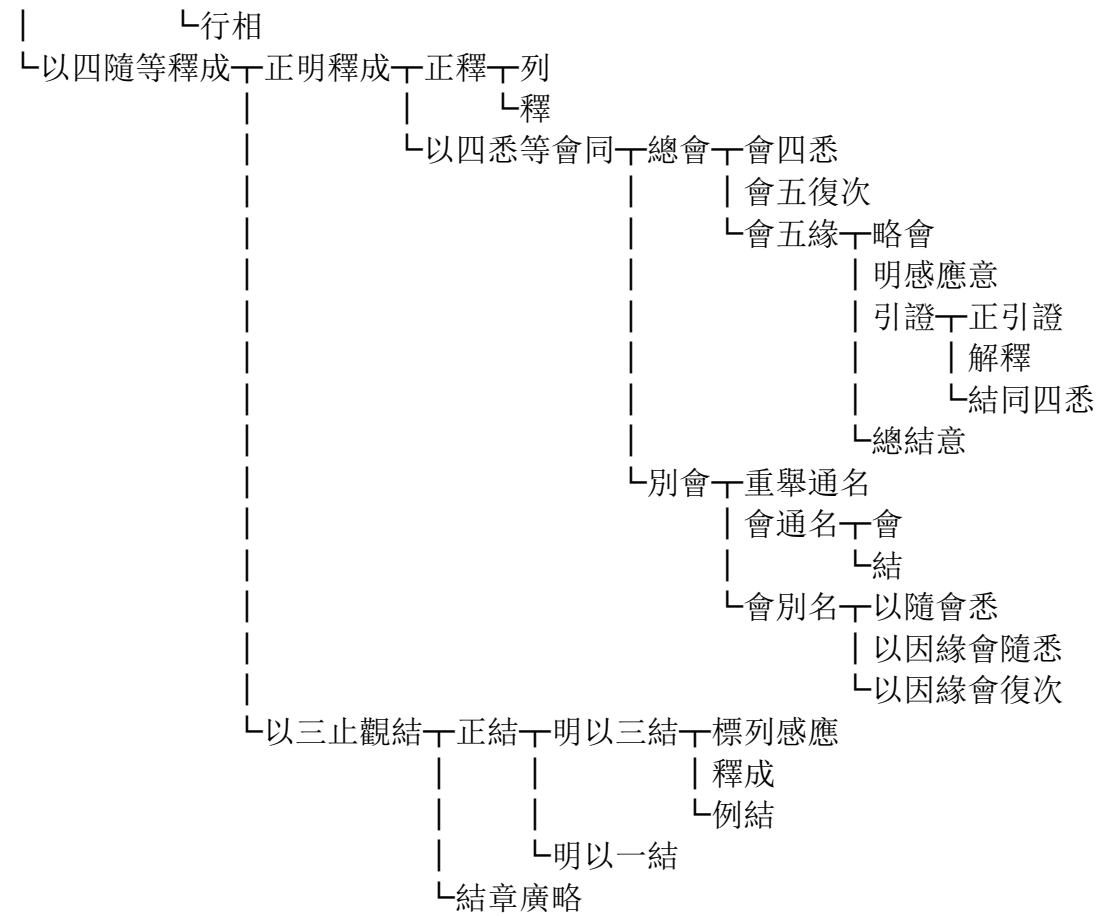 行相
以四隨等釋成 正明釋成 正釋 列
釋
以四悉等會同 總會 會四悉
會五復次
會五緣 略會
明感應意
引證 正引證
解釋
結同四悉
總結意
別會 重舉通名
會通名 會
結
會別名 以隨會悉
以因緣會隨悉
以因緣會復次
以三止觀結 正結 明以三結 標列感應
釋成
例結
明以一結
結章廣略